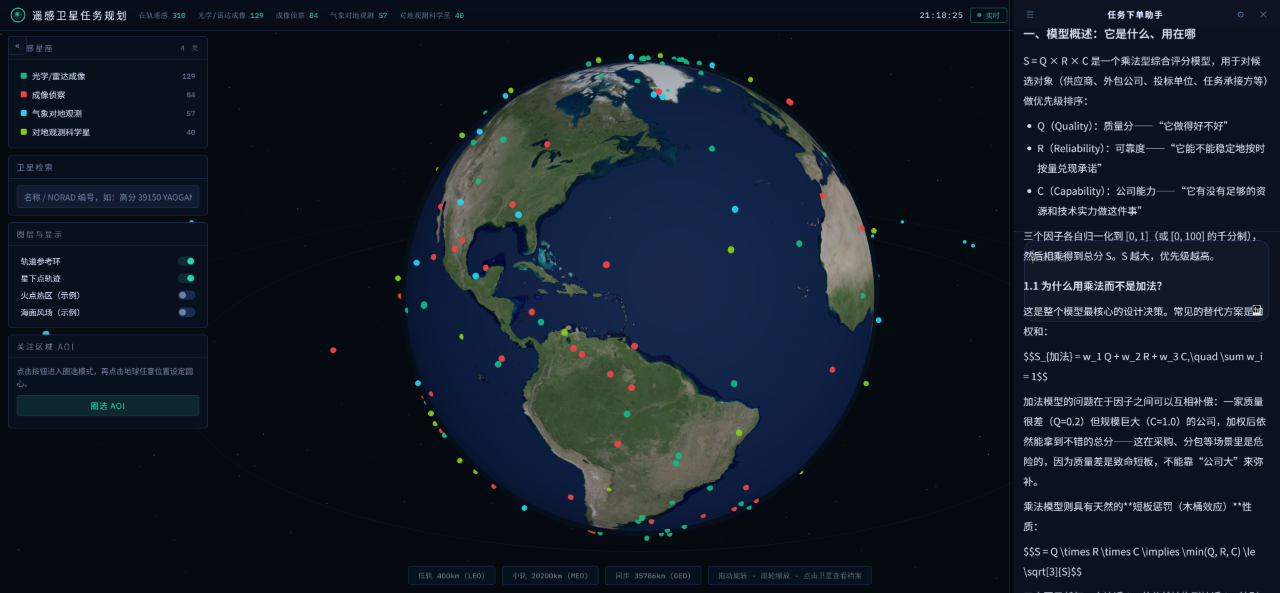 遥感卫星任务规划
在轨遥感 310
光学/雷达成像 129
成像侦察 84
气象对地观测 57
对地观测科学星 40
21:18:25
实时
«
感星座
4 类
光学/雷达成像 129
成像侦察 84
气象对地观测 57
对地观测科学星 40
卫星检索
名称 / NORAD 编号, 如: 高分 39150 YAOGAN
图层与显示
轨道参考环
星下点轨迹
火点热区（示例）
海面风场（示例）
关注区域 AOI
点击按钮进入圈选模式，再点击地球任意位置设定圆
心。
圈选 AOI
低轨 400km (LEO)
中轨 20200km (MEO)
同步 35786km (GEO)
拖动旋转 · 滚轮缩放 · 点击卫星查看档案
任务下单助手
一、模型概述：它是什么、用在哪
S = Q × R × C 是一个乘法型综合评分模型，用于对候
选对象（供应商、外包公司、投标单位、任务承接方等）
做优先级排序：
• Q（Quality）：质量分—— “它做得好不好”
• R（Reliability）：可靠度—— “它能不能稳定地按时
按量兑现承诺”
• C（Capability）：公司能力—— “它有没有足够的资
源和技术实力做这件事”
三个因子各自归一化到 [0, 1]（或 [0, 100] 的千分制），
然后相乘得到总分 S。S 越大，优先级越高。
1.1 为什么用乘法而不是加法？
这是整个模型最核心的设计决策。常见的替代方案是加
权和：
$$S_{加法} = w_1 Q + w_2 R + w_3 C,\quad \sum w_i
= 1$$
加法模型的问题在于因子之间可以互相补偿：一家质量
很差（Q=0.2）但规模巨大（C=1.0）的公司，加权后依
然能拿到不错的总分——这在采购、分包等场景里是危
险的，因为质量差是致命短板，不能靠 “公司大” 来弥
补。
乘法模型则具有天然的**短板惩罚（木桶效应）**性
质：
$$S = Q \times R \times C \implies \min(Q, R, C) \le
\sqrt[3]{S}$$